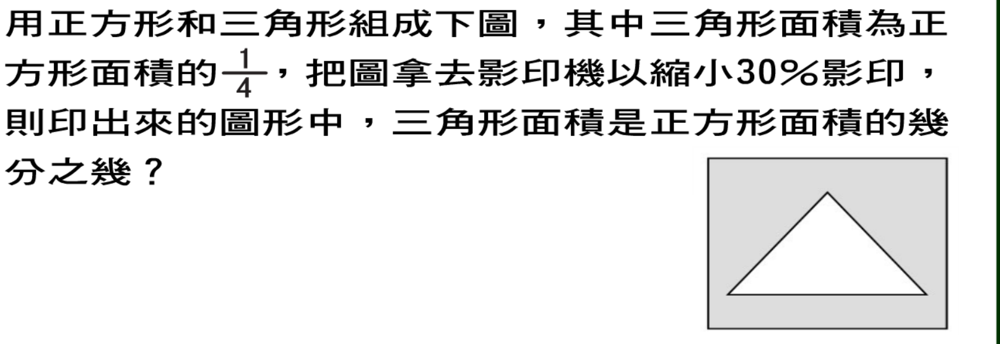 用正方形和三角形組成下圖，其中三角形面積為正
方形面積的1/4，把圖拿去影印機以縮小30%影印，
則印出來的圖形中，三角形面積是正方形面積的幾
分之幾？